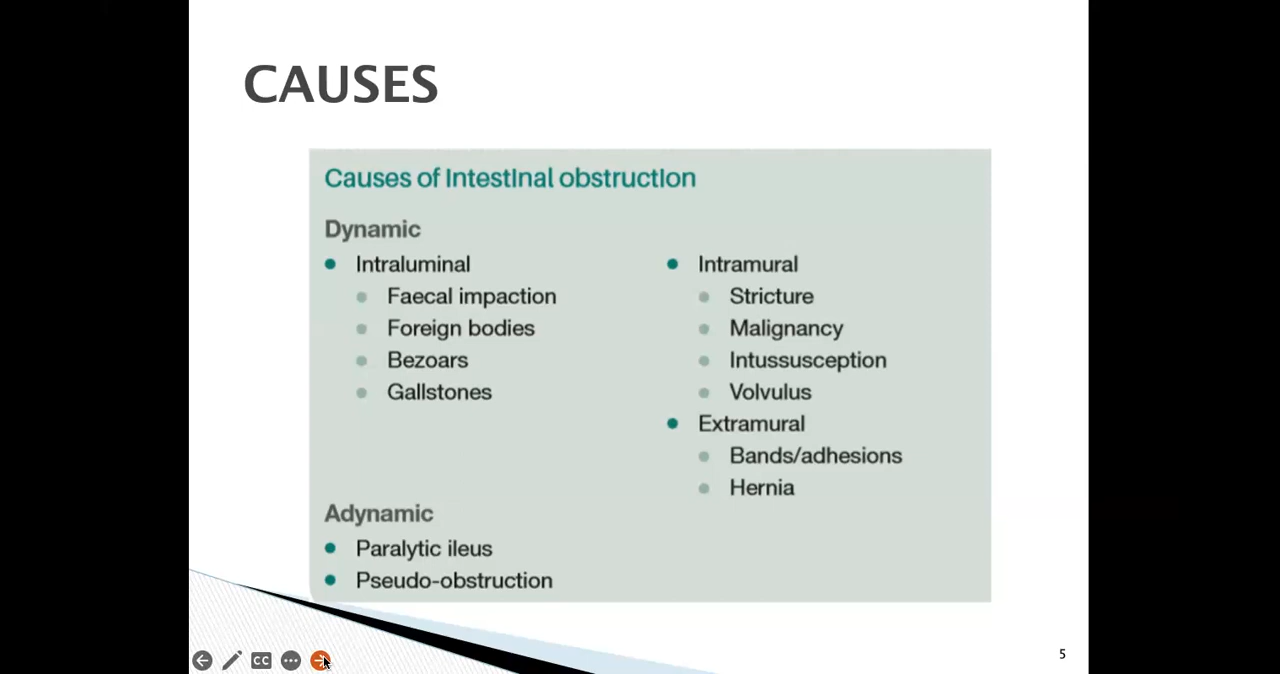 CAUSES
Causes of intestinal obstruction
Dynamic
Intraluminal
Faecal impaction
Foreign bodies
Bezoars
Gallstones
Intramural
Stricture
Malignancy
Intussusception
Volvulus
Extramural
Bands/adhesions
Hernia
Adynamic
Paralytic ileus
Pseudo-obstruction
CC
5